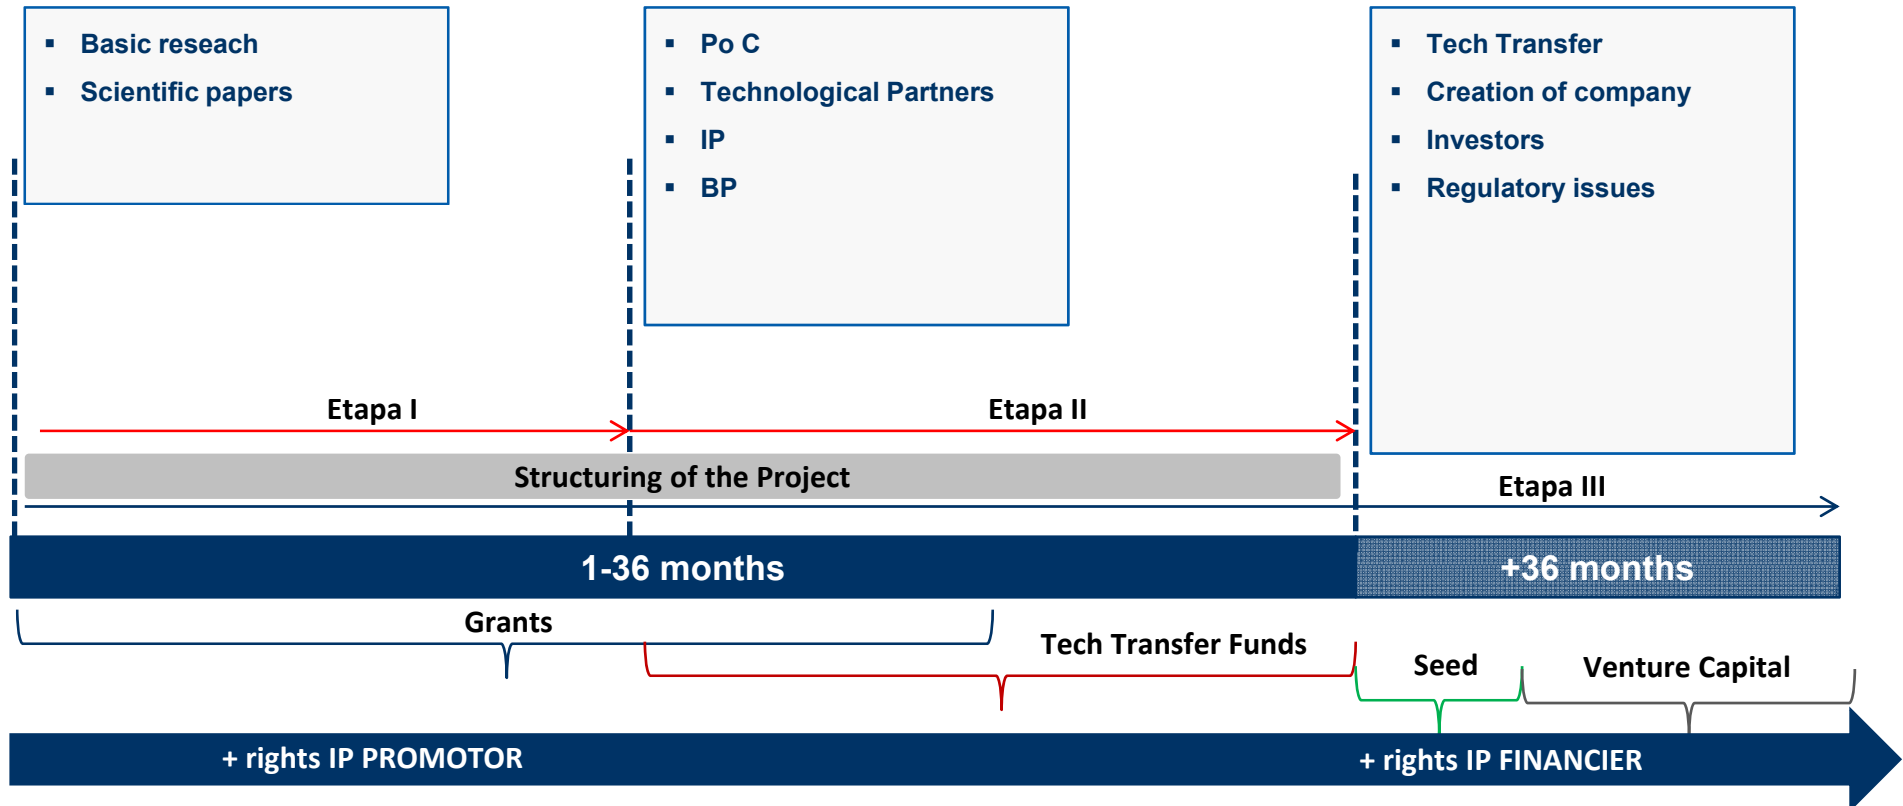 ▪ Basic reseach
▪ Scientific papers
▪ Po C
▪ Technological Partners
▪ IP
▪ BP
▪ Tech Transfer
▪ Creation of company
▪ Investors
▪ Regulatory issues
Etapa I
Etapa II
Structuring of the Project
Etapa III
1-36 months
+36 months
Grants
Tech Transfer Funds
Seed
Venture Capital
+ rights IP PROMOTOR
+ rights IP FINANCIER